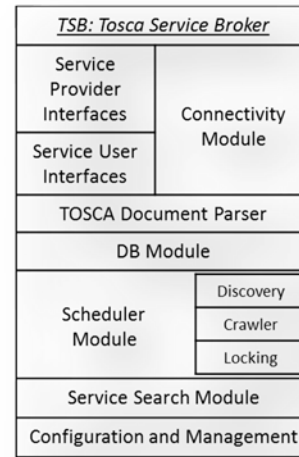 TSB: Tosca Service Broker
Service
Provider
Interfaces
Service User
Interfaces
Connectivity
Module
TOSCA Document Parser
DB Module
Scheduler
Module
Discovery
Crawler
Locking
Service Search Module
Configuration and Management